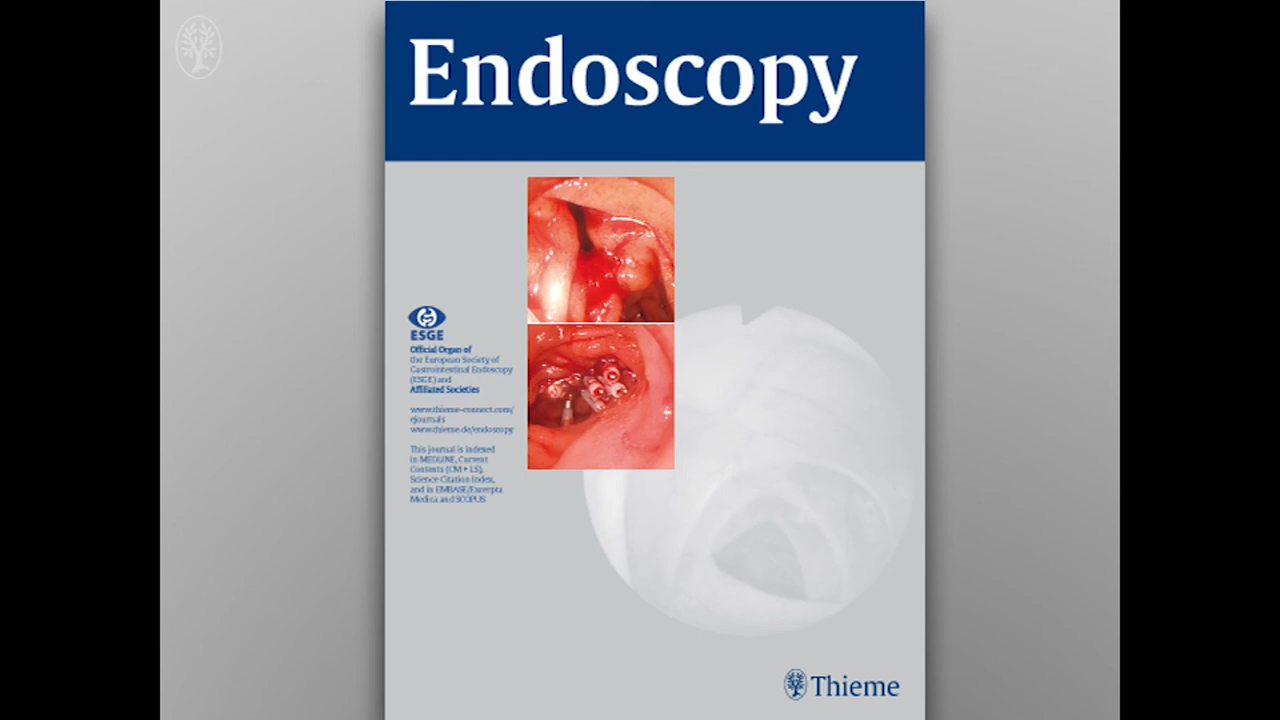 Endoscopy
ESGE
Official Organ of
the European Society of
Gastrointestinal Endoscopy
(ESGE) and
Affiliated Societies
www.thieme-connect.com/
ejournals
www.thieme.de/endoscopy
This journal is indexed
in MEDLINE, Current
Contents (CM + LS),
Science Citation Index,
and in EMBASE/Excerpta
Medica and SCOPUS
Thieme